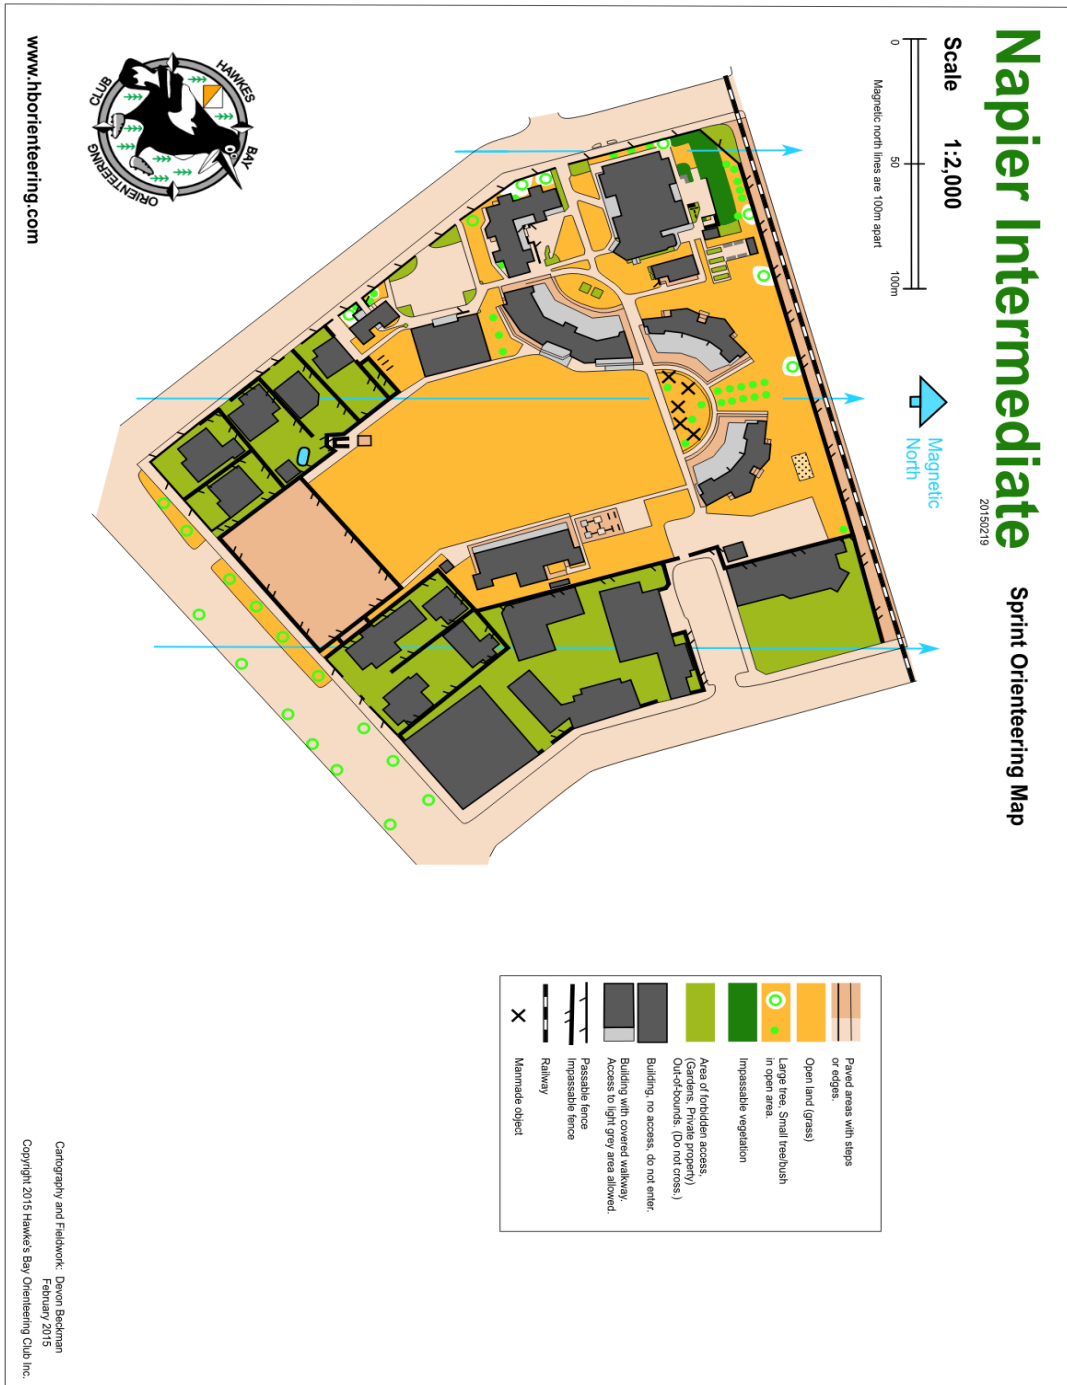 Napier Intermediate
Sprint Orienteering Map
20150219
Scale 1:2,000
0 50 100m
Magnetic north lines are 100m apart
Magnetic
North
HAWKES BAY
ORIENTEERING CLUB
www.hborienteering.com
Paved areas with steps
or edges.
Open land (grass)
Large tree, Small tree/bush
in open area.
Impassable vegetation
Area of forbidden access,
(Gardens, Private property)
Out-of-bounds. (Do not cross.)
Building, no access, do not enter.
Building with covered walkway.
Access to light grey area allowed.
Passable fence
Impassable fence
Railway
Manmade object
Cartography and Fieldwork: Devon Beckman
February 2015
Copyright 2015 Hawke's Bay Orienteering Club Inc.